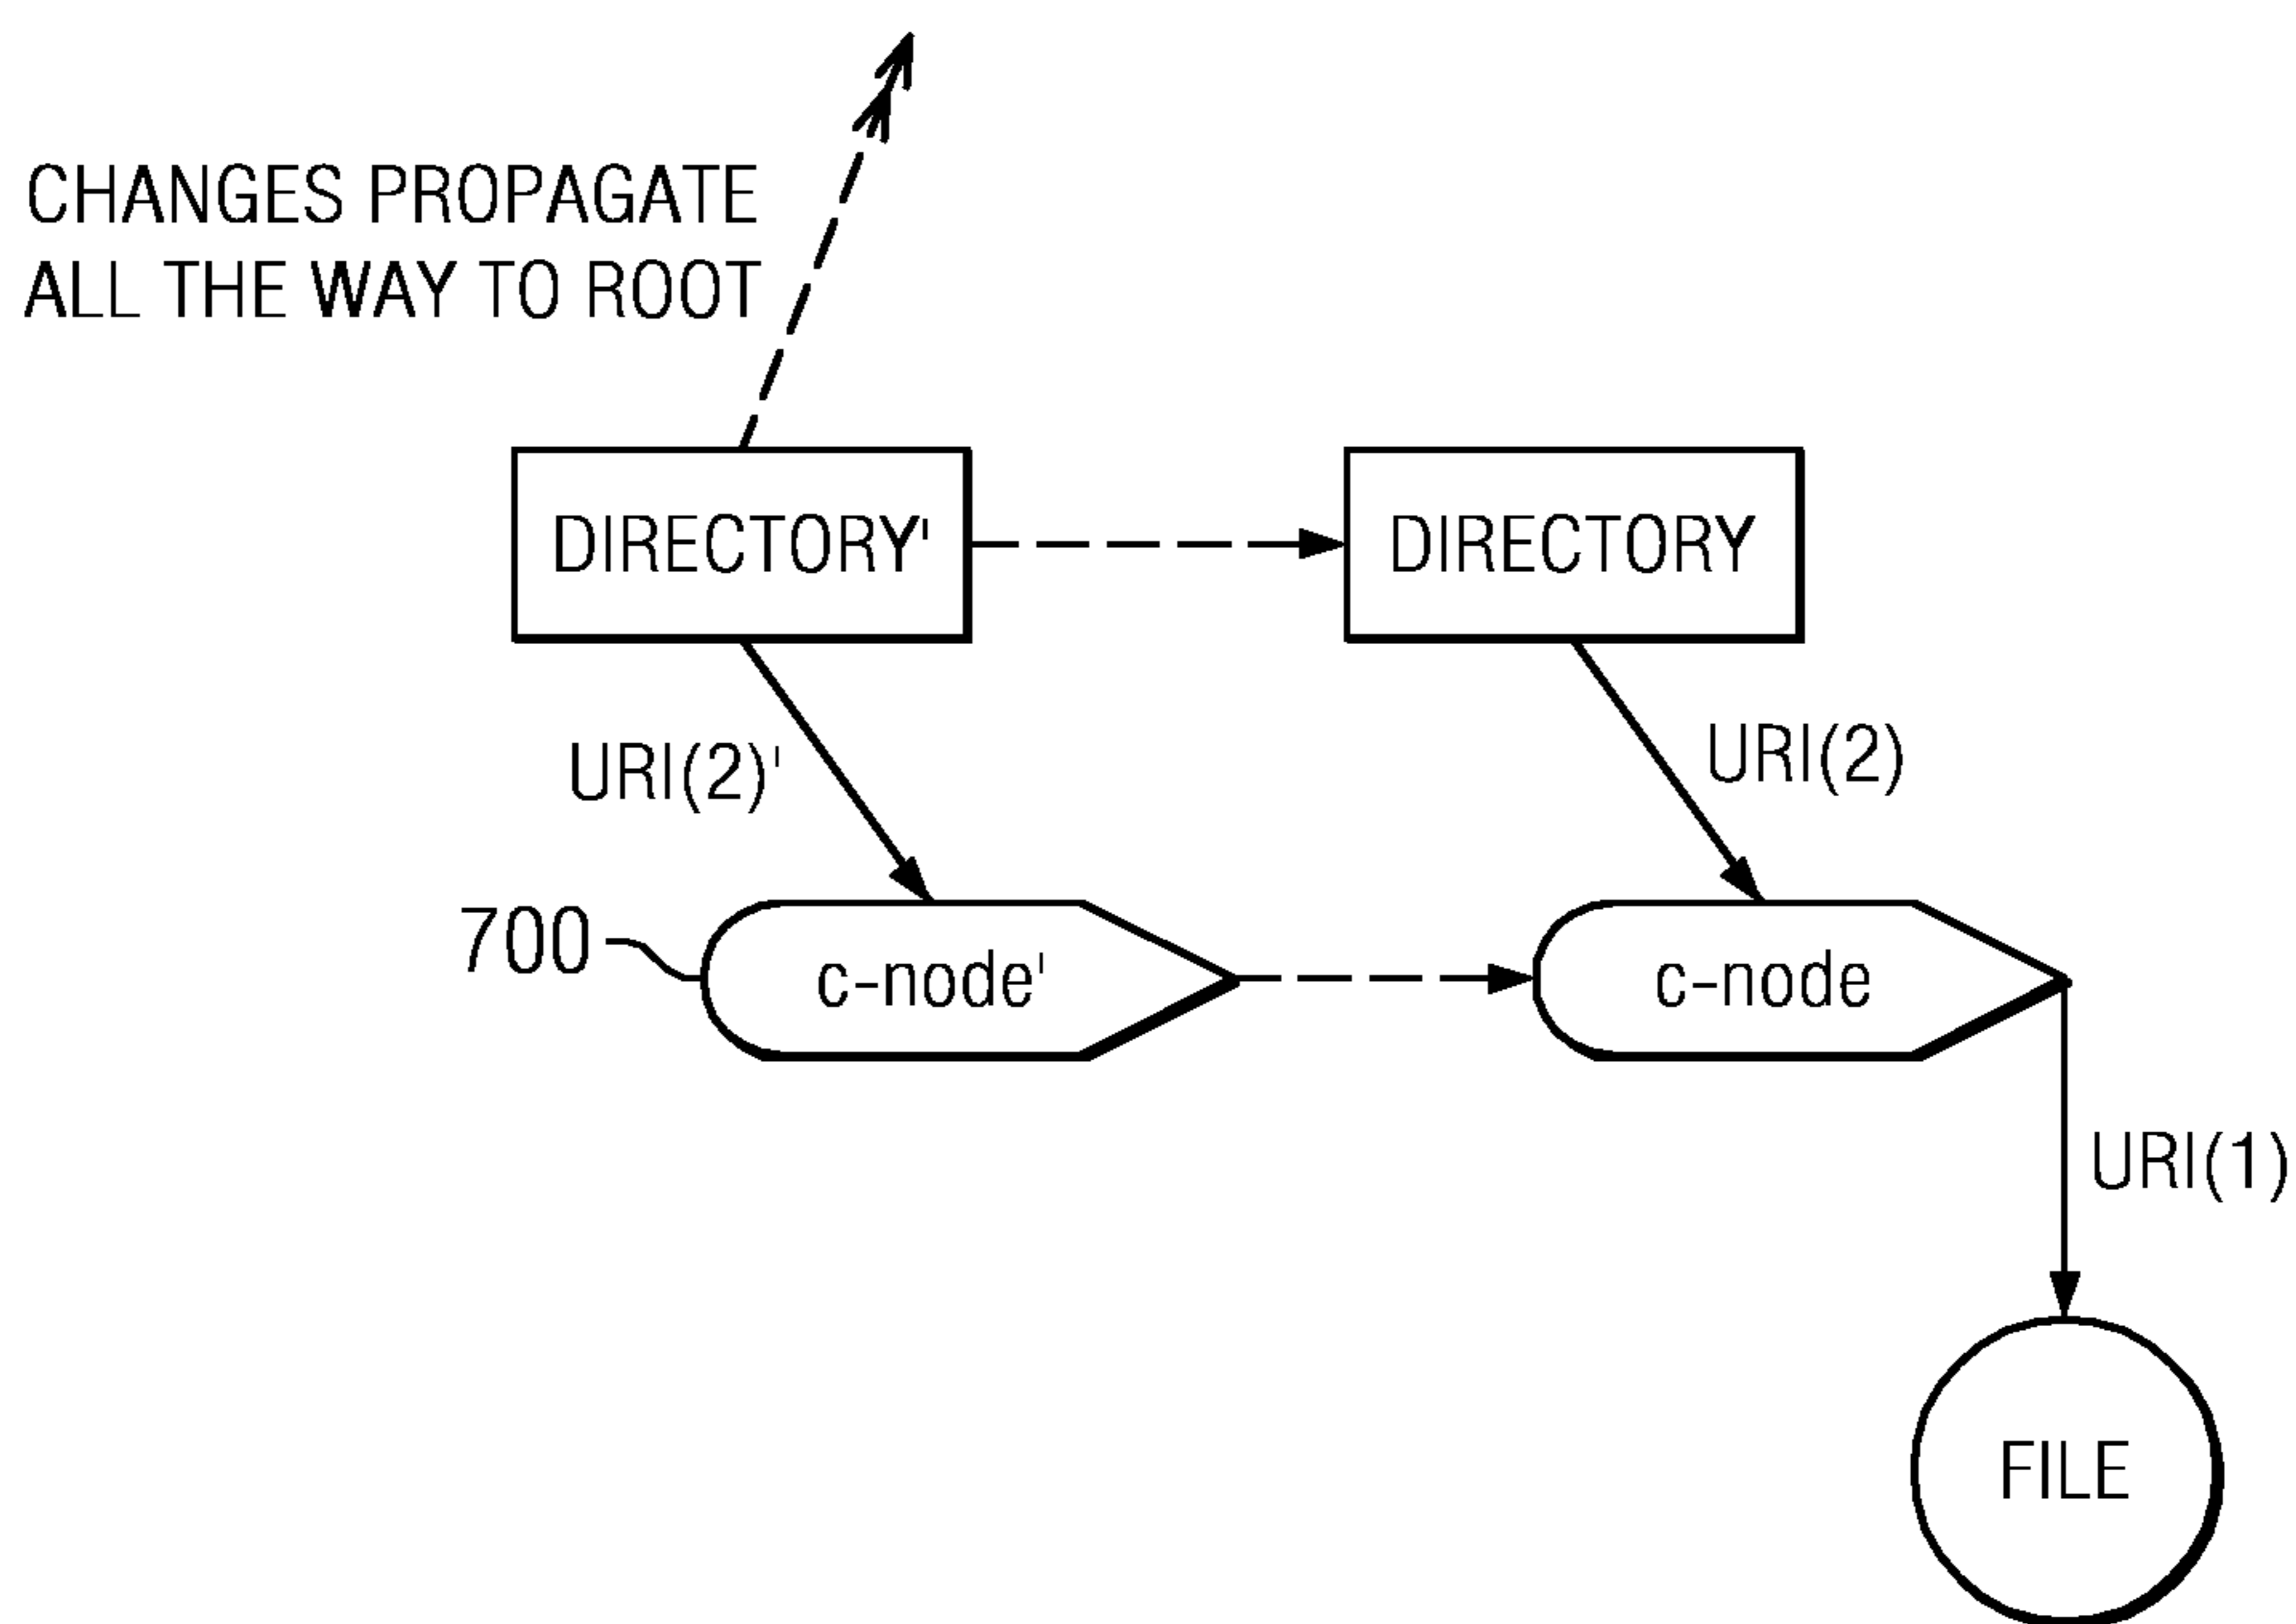 CHANGES PROPAGATE
ALL THE WAY TO ROOT
DIRECTORY'
DIRECTORY
URI(2)'
URI(2)
700
c-node'
c-node
URI(1)
FILE